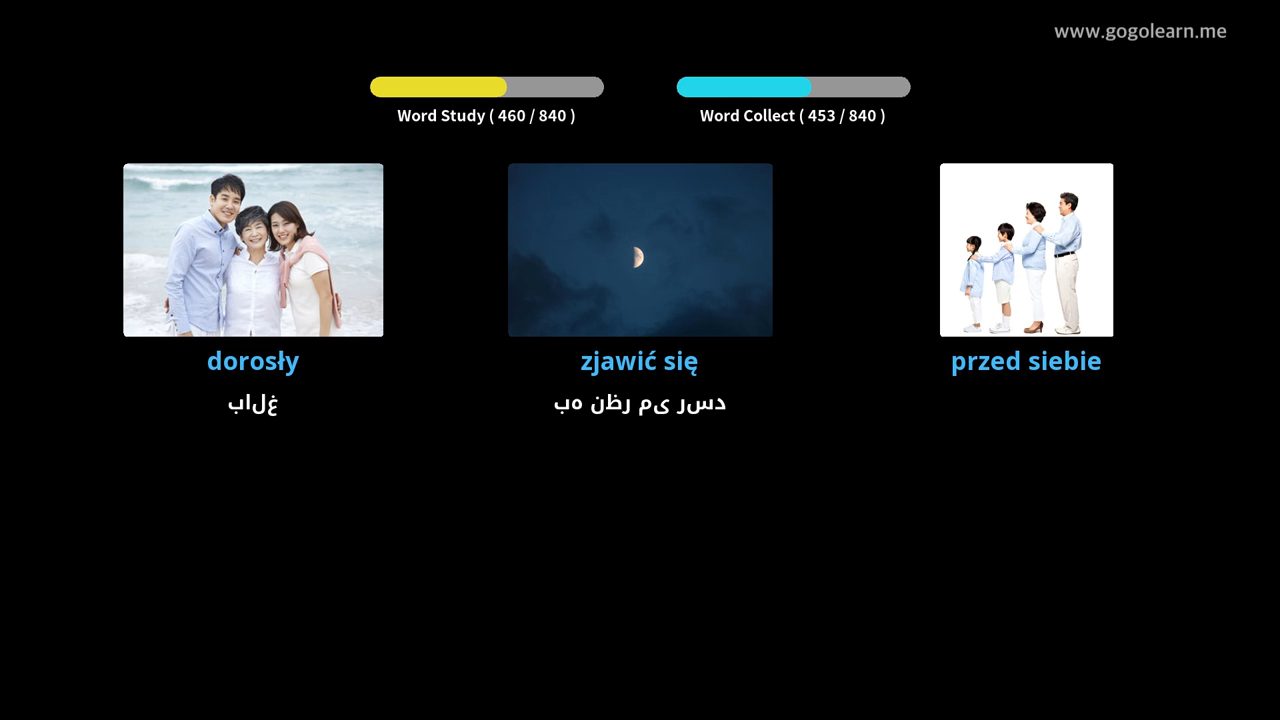 www.gogolearn.me
Word Study ( 460 / 840 )
Word Collect ( 453 / 840 )
dorosły
zjawić się
przed siebie
بالغ
به نظر می رسد